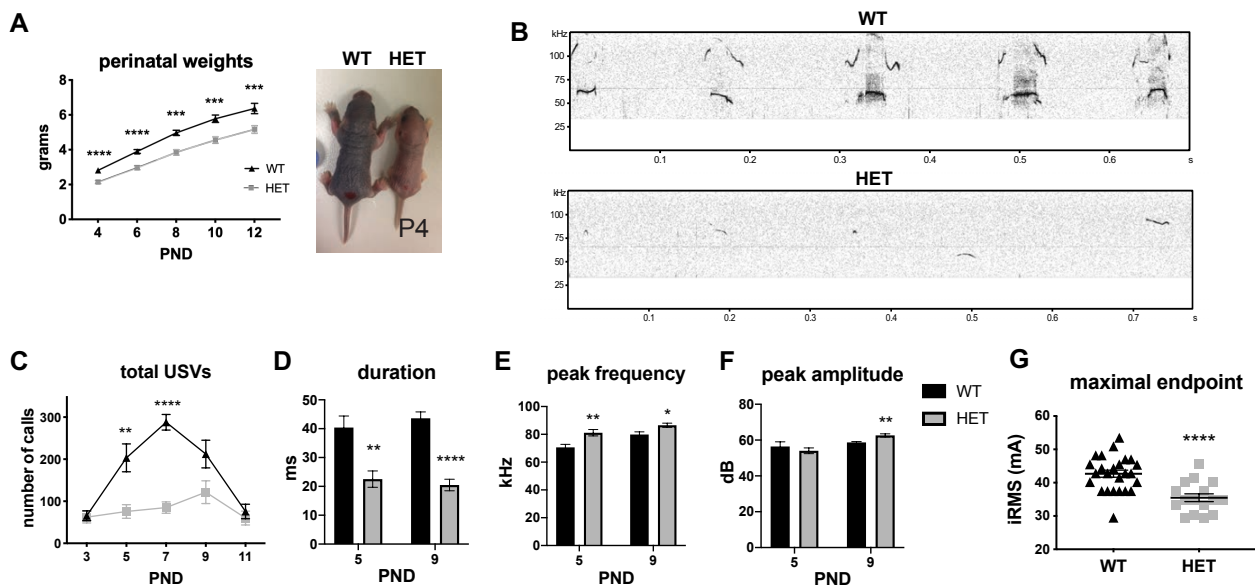 A
perinatal weights
grams
8
6
4
2
0
**** **** *** *** ***
WT
HET
4 6 8 10 12
PND
WT HET
P4
B
WT
kHz
100
75
50
25
0.1 0.2 0.3 0.4 0.5 0.6 s
HET
kHz
100
75
50
25
0.1 0.2 0.3 0.4 0.5 0.6 0.7 s
C
total USVs
number of calls
300
200
100
0
** ****
3 5 7 9 11
PND
D
duration
ms
60
40
20
0
** ****
5 9
PND
E
peak frequency
kHz
100
80
60
40
20
0
** *
5 9
PND
F
peak amplitude
dB
80
60
40
20
0
**
5 9
PND
WT
HET
G
maximal endpoint
iRMS (mA)
60
50
40
30
20
****
WT HET